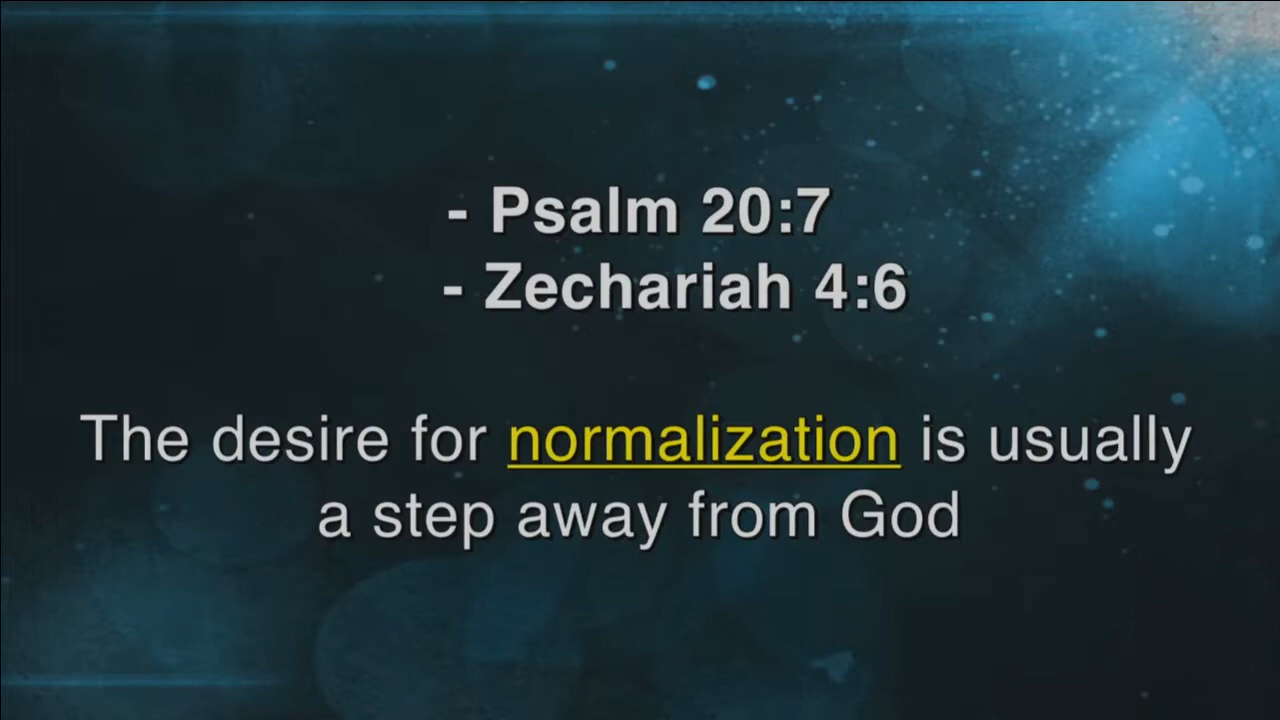 - Psalm 20:7
- Zechariah 4:6
The desire for normalization is usually
a step away from God